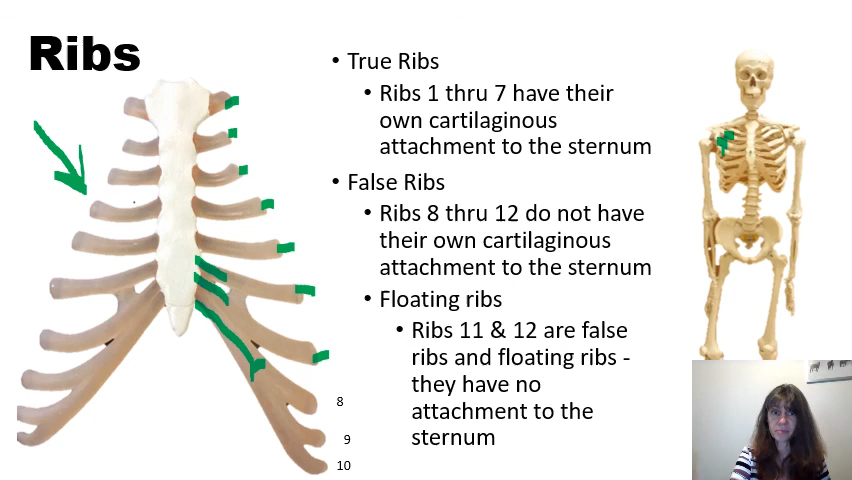 Ribs
• True Ribs
• Ribs 1 thru 7 have their
own cartilaginous
attachment to the sternum
• False Ribs
• Ribs 8 thru 12 do not have
their own cartilaginous
attachment to the sternum
• Floating ribs
• Ribs 11 & 12 are false
ribs and floating ribs -
they have no
attachment to the
sternum
8
9
10